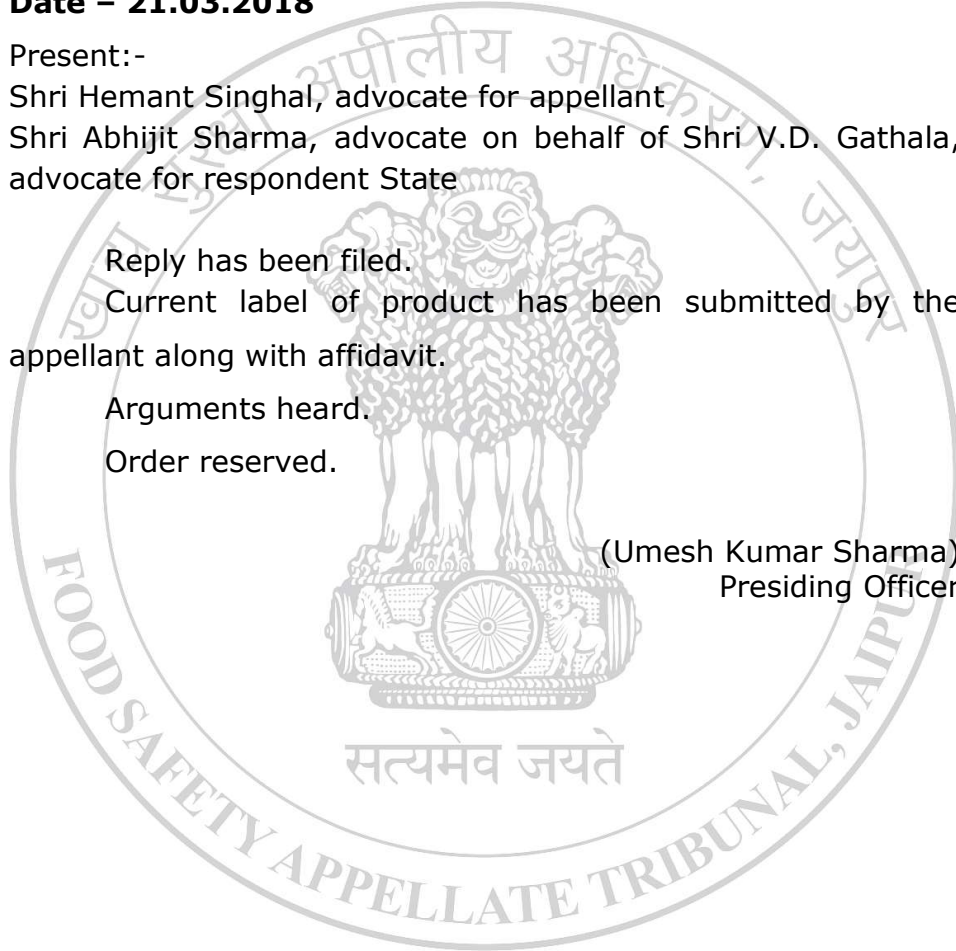 Date – 21.03.2018
Present:-
Shri Hemant Singhal, advocate for appellant
Shri Abhijit Sharma, advocate on behalf of Shri V.D. Gathala,
advocate for respondent State
Reply has been filed.
Current label of product has been submitted by the
appellant along with affidavit.
Arguments heard.
Order reserved.
(Umesh Kumar Sharma)
Presiding Officer
खाद्य सुरक्षा अपीलीय अधिकरण, जयपुर
सत्यमेव जयते
FOOD SAFETY APPELLATE TRIBUNAL, JAIPUR